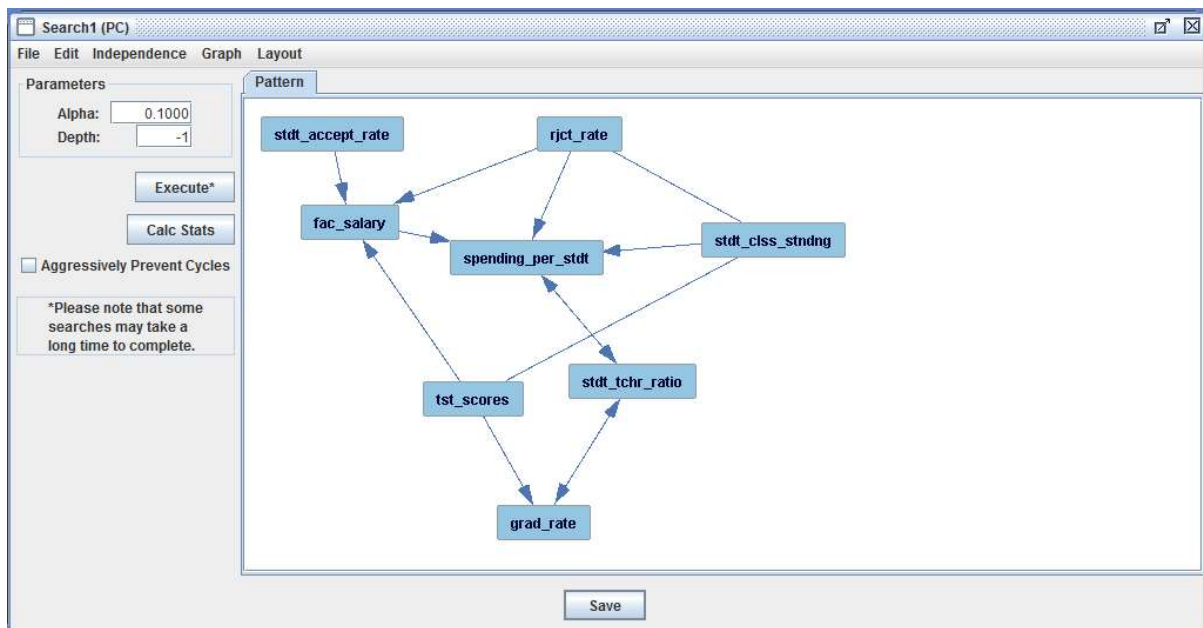 Search1 (PC)
File Edit Independence Graph Layout
Parameters
Alpha: 0.1000
Depth: -1
Execute*
Calc Stats
Aggressively Prevent Cycles
*Please note that some
searches may take a
long time to complete.
Pattern
stdt_accept_rate
rjct_rate
fac_salary
stdt_clss_stndng
spending_per_stdt
stdt_tchr_ratio
tst_scores
grad_rate
Save